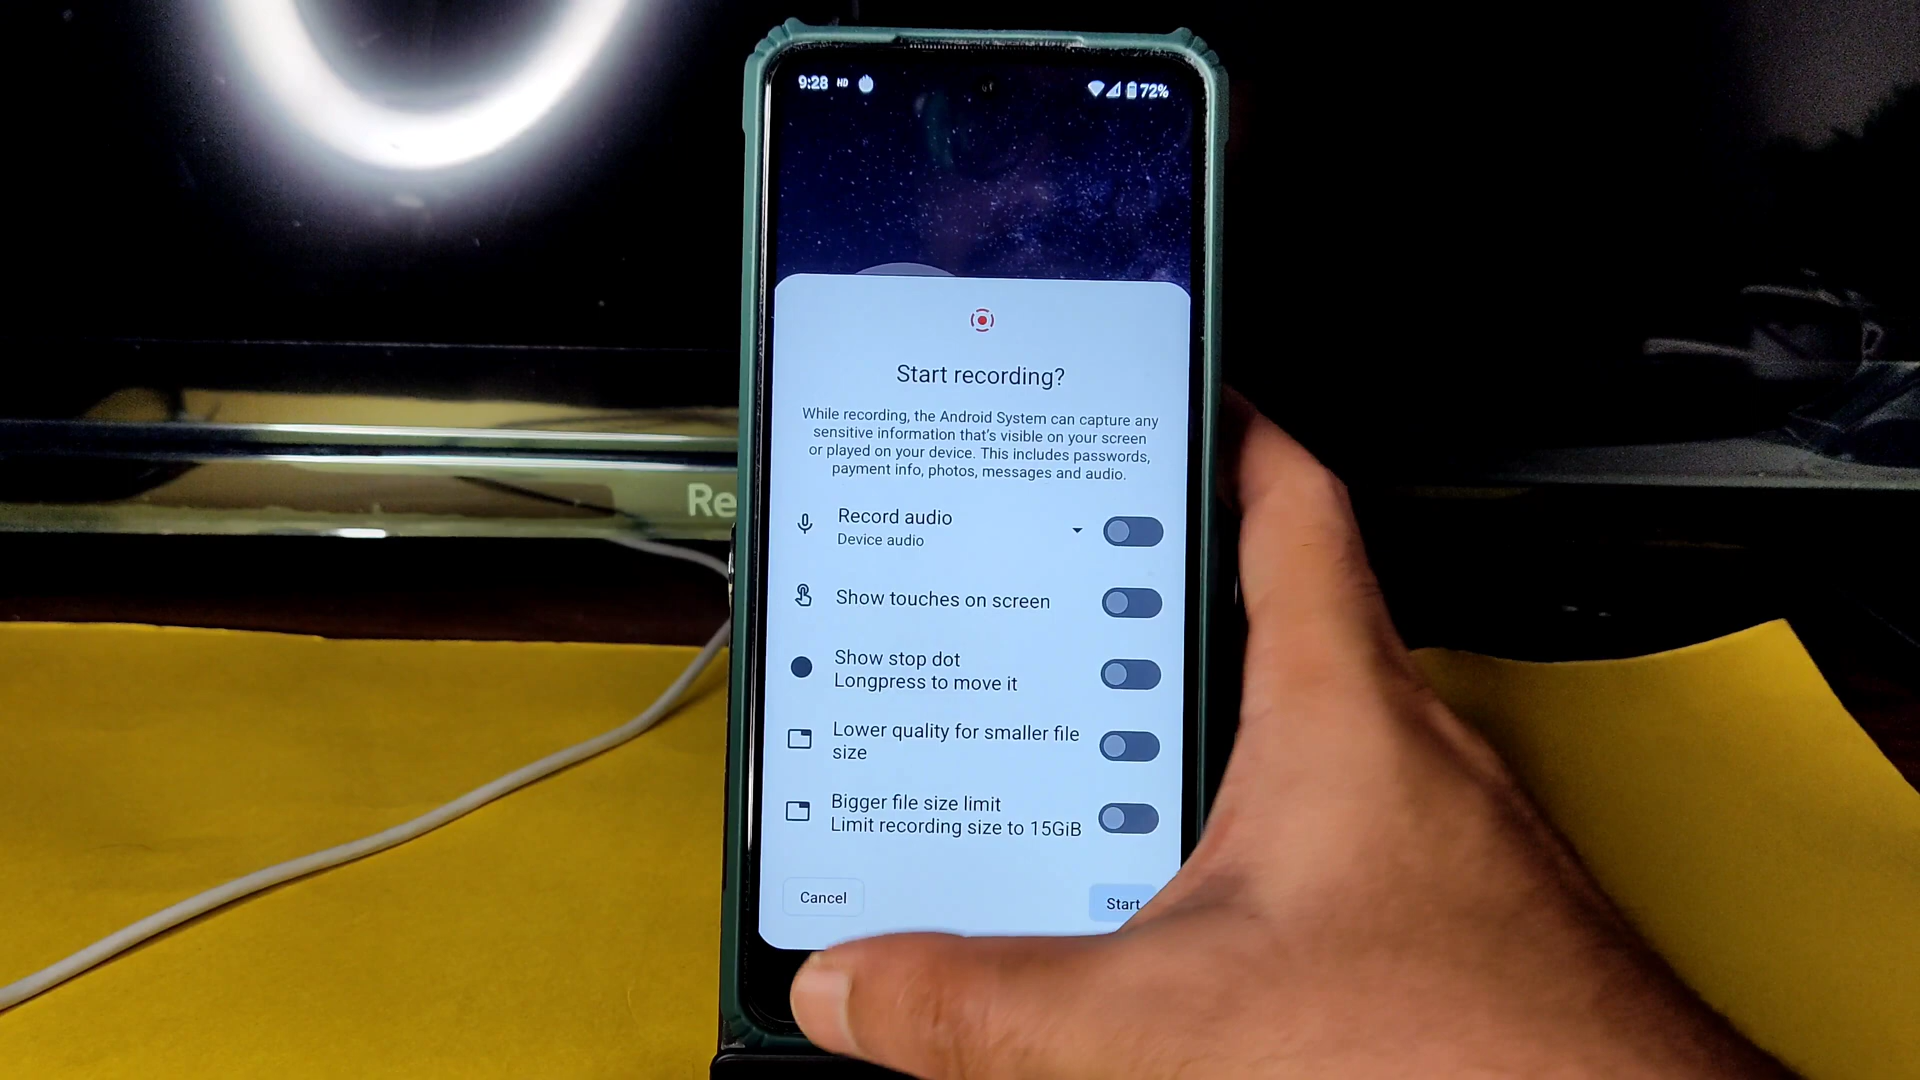 9:28 HD 72%
Re
Start recording?
While recording, the Android System can capture any
sensitive information that's visible on your screen
or played on your device. This includes passwords,
payment info, photos, messages and audio.
Record audio
Device audio
Show touches on screen
Show stop dot
Longpress to move it
Lower quality for smaller file
size
Bigger file size limit
Limit recording size to 15GiB
Cancel
Start